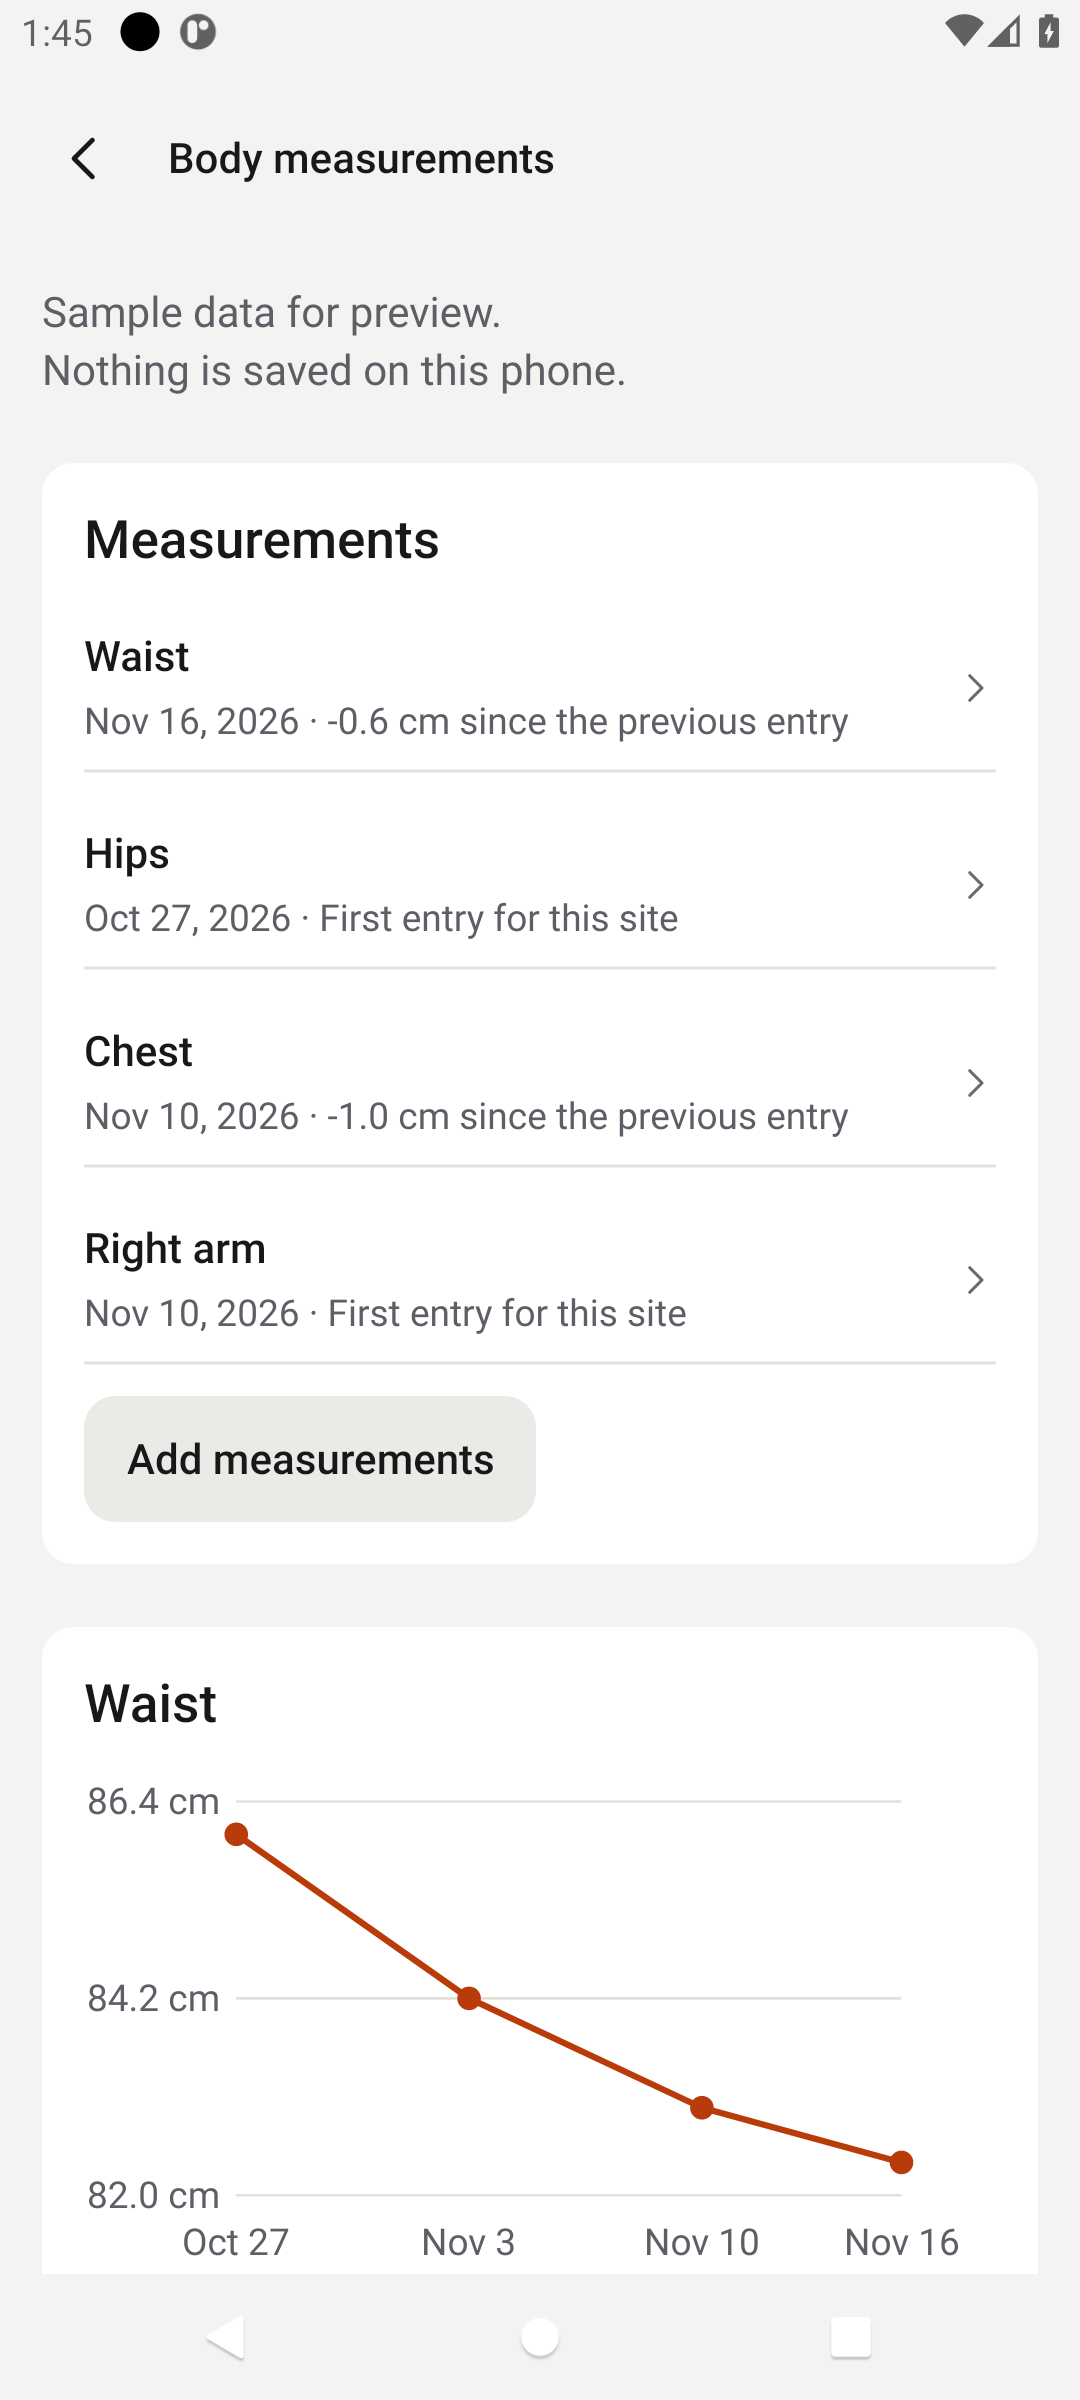 1:45
Body measurements
Sample data for preview.
Nothing is saved on this phone.
Measurements
Waist
Nov 16, 2026 · -0.6 cm since the previous entry
Hips
Oct 27, 2026 · First entry for this site
Chest
Nov 10, 2026 · -1.0 cm since the previous entry
Right arm
Nov 10, 2026 · First entry for this site
Add measurements
Waist
86.4 cm
84.2 cm
82.0 cm
Oct 27 Nov 3 Nov 10 Nov 16